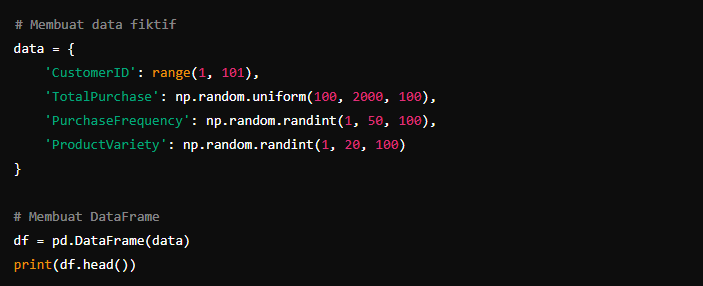 # Membuat data fiktif
data = {
    'CustomerID': range(1, 101),
    'TotalPurchase': np.random.uniform(100, 2000, 100),
    'PurchaseFrequency': np.random.randint(1, 50, 100),
    'ProductVariety': np.random.randint(1, 20, 100)
}
# Membuat DataFrame
df = pd.DataFrame(data)
print(df.head())